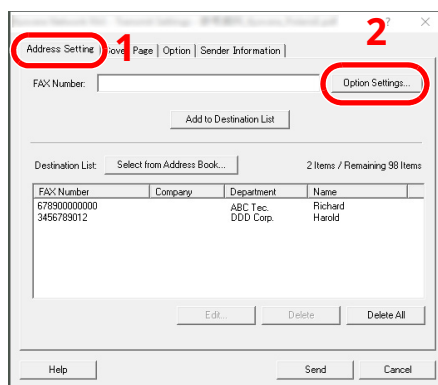 ? ×
2
Address Setting | Cover Page | Option | Sender Information |
1
FAX Number: Option Settings...
Add to Destination List
Destination List: Select from Address Book... 2 Items / Remaining 98 Items
FAX Number Company Department Name
678900000000 ABC Tec. Richard
3456789012 DDD Corp. Harold
Edit... Delete Delete All
Help Send Cancel